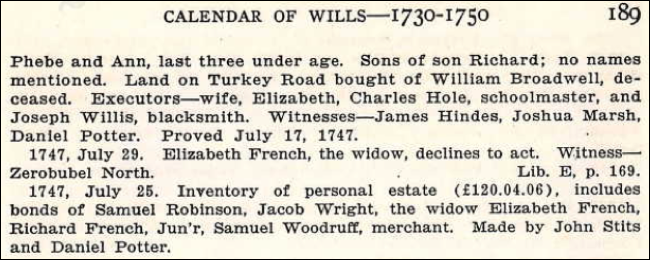 CALENDAR OF WILLS—1730-1750 189
Phebe and Ann, last three under age. Sons of son Richard; no names
mentioned. Land on Turkey Road bought of William Broadwell, de-
ceased. Executors—wife, Elizabeth, Charles Hole, schoolmaster, and
Joseph Willis, blacksmith. Witnesses—James Hindes, Joshua Marsh,
Daniel Potter. Proved July 17, 1747.
1747, July 29. Elizabeth French, the widow, declines to act. Witness—
Zerobubel North. Lib. E, p. 169.
1747, July 25. Inventory of personal estate (£120.04.06), includes
bonds of Samuel Robinson, Jacob Wright, the widow Elizabeth French,
Richard French, Jun'r, Samuel Woodruff, merchant. Made by John Stits
and Daniel Potter.